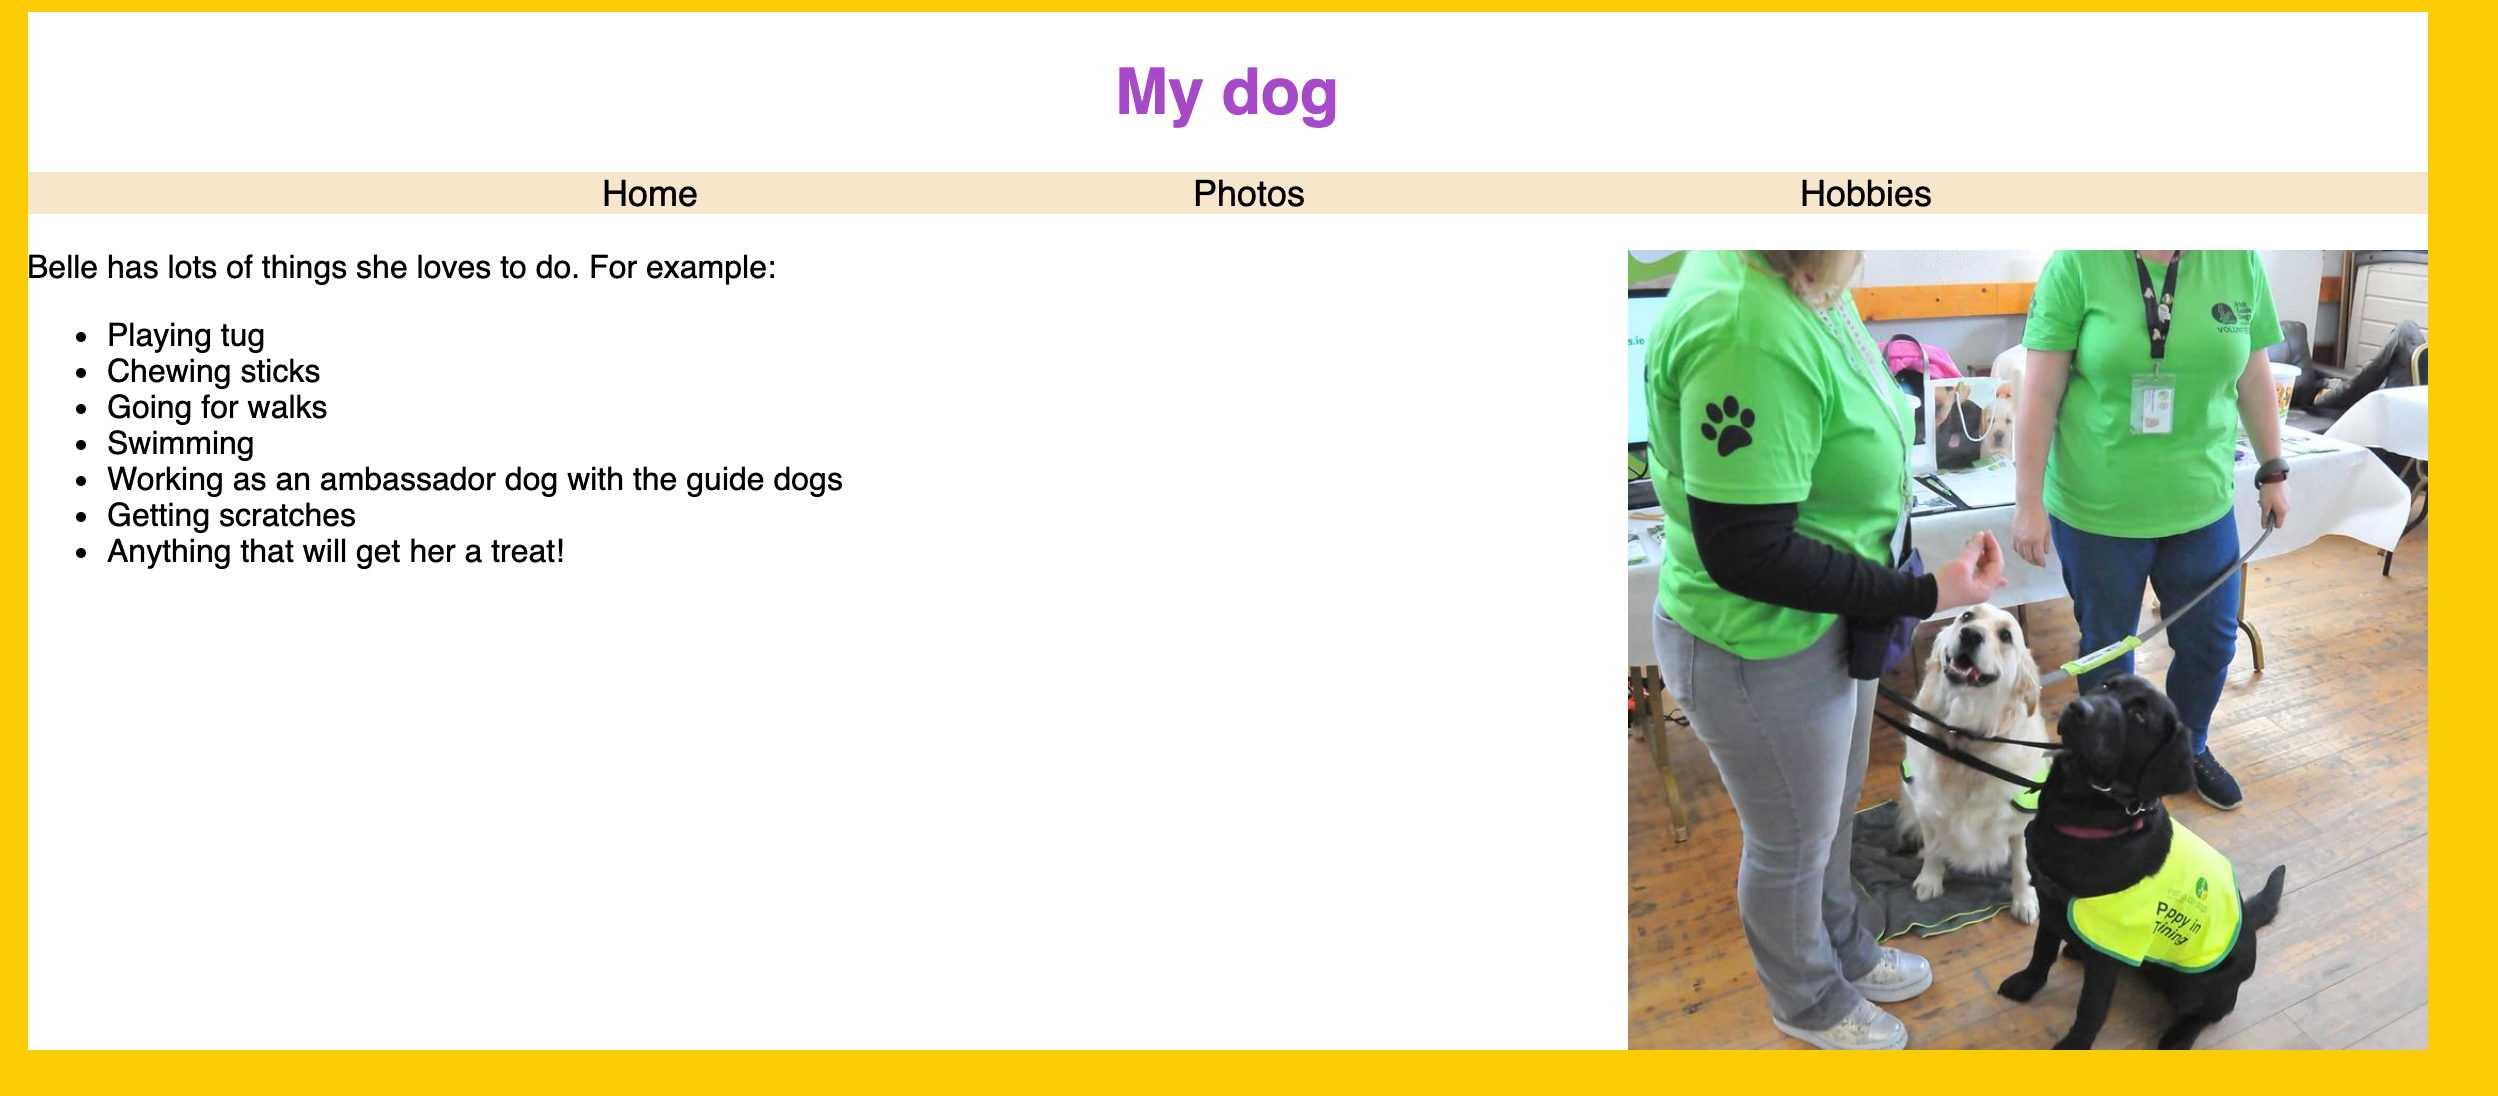 My dog
Home Photos Hobbies
Belle has lots of things she loves to do. For example:
• Playing tug
• Chewing sticks
• Going for walks
• Swimming
• Working as an ambassador dog with the guide dogs
• Getting scratches
• Anything that will get her a treat!
s.ie
Pppy in